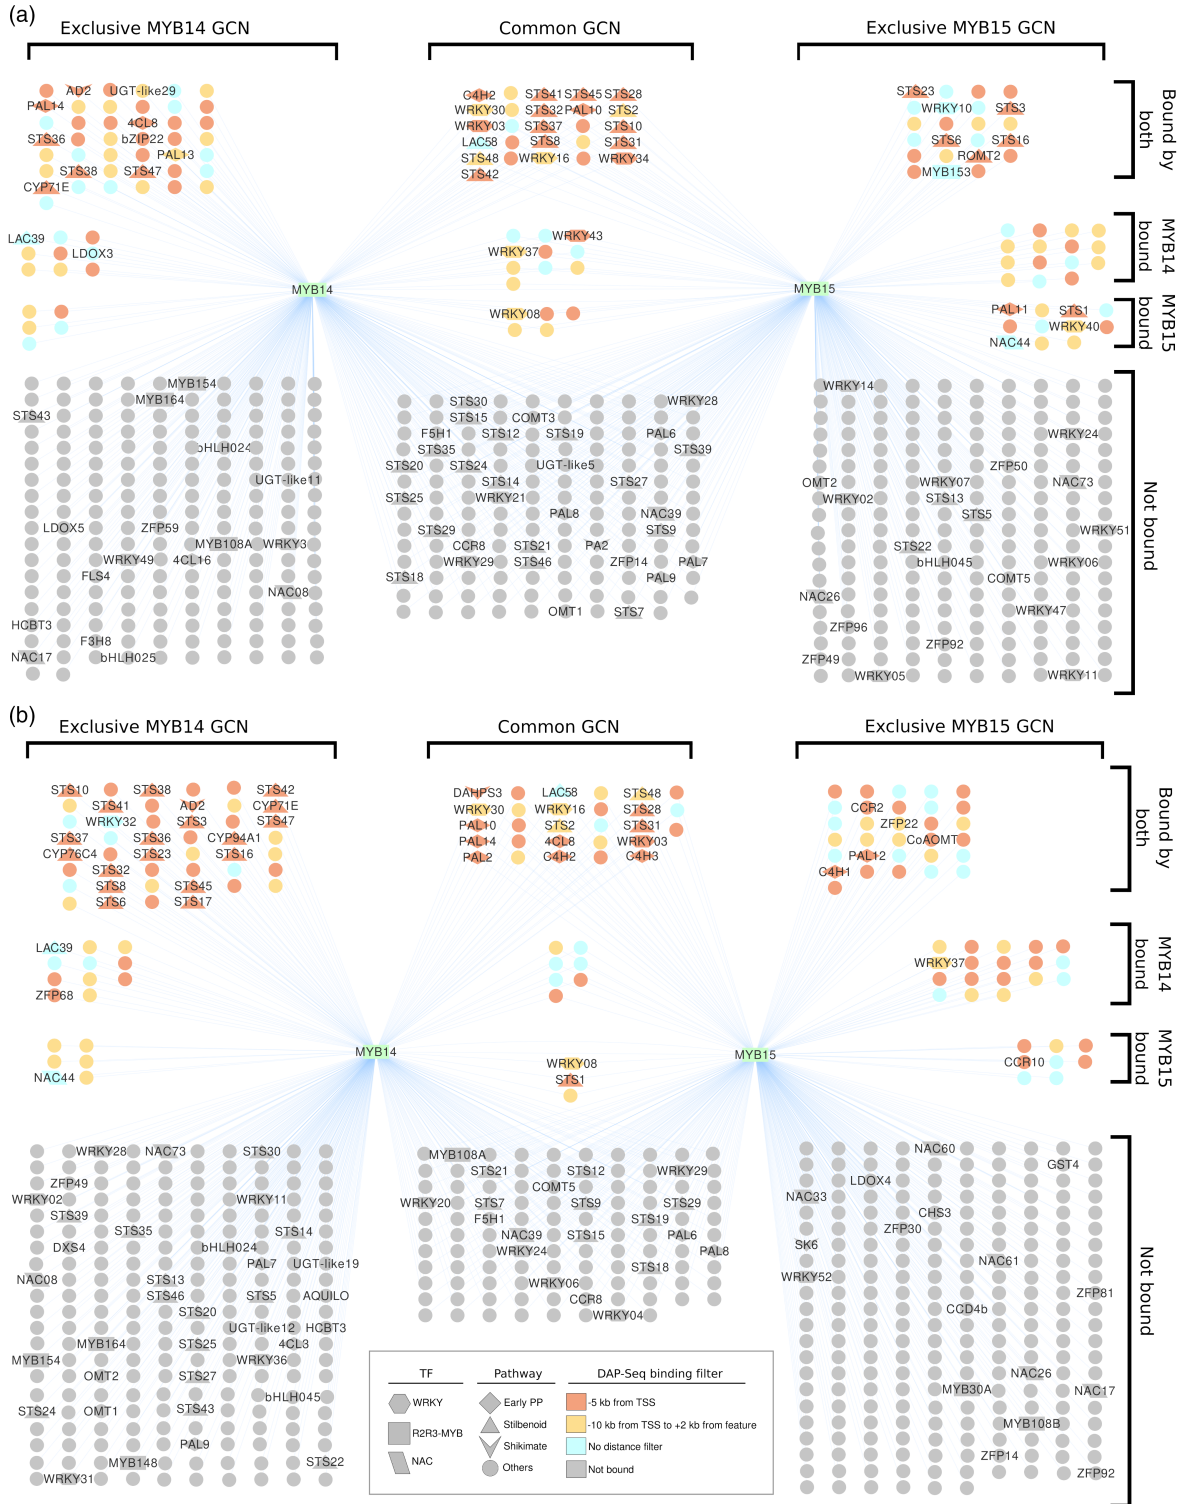 (a)
Exclusive MYB14 GCN
Common GCN
Exclusive MYB15 GCN
AD2 UGT-like29
PAL14
4CL8
STS36 bZIP22
PAL13
STS38 STS47
CYP71E
C4H2 STS41 STS45 STS28
WRKY30 STS32 PAL10 STS2
WRKY03 STS37 STS10
LAC58 STS8 STS31
STS48 WRKY16 WRKY34
STS42
STS23
WRKY10 STS3
STS6 STS16
ROMT2
MYB153
Bound by
both
LAC39
LDOX3
WRKY43
WRKY37
MYB14
bound
MYB14
MYB15
WRKY08
PAL11 STS1
WRKY40
NAC44
MYB15
bound
MYB154
MYB164
STS43
bHLH024
UGT-like11
LDOX5 ZFP59
MYB108A WRKY3
WRKY49 4CL16
FLS4
NAC08
HCBT3
F3H8
NAC17 bHLH025
STS30 WRKY28
STS15 COMT3
F5H1 STS12 STS19 PAL6
STS35 STS39
STS20 STS24 UGT-like5
STS14 STS27
STS25 WRKY21
PAL8 NAC39
STS29 STS9
CCR8 STS21 PA2
WRKY29 STS46 ZFP14 PAL7
STS18 PAL9
OMT1 STS7
WRKY14
WRKY24
ZFP50
OMT2 WRKY07 NAC73
WRKY02 STS13
STS5
WRKY51
STS22
bHLH045 WRKY06
COMT5
NAC26
WRKY47
ZFP96
ZFP92
ZFP49
WRKY05 WRKY11
Not bound
(b)
Exclusive MYB14 GCN
Common GCN
Exclusive MYB15 GCN
STS10 STS38 STS42
STS41 AD2 CYP71E
WRKY32 STS3 STS47
STS37 STS36 CYP94A1
CYP76C4 STS23 STS16
STS32
STS8 STS45
STS6 STS17
DAHPS3 LAC58 STS48
WRKY30 WRKY16 STS28
PAL10 STS2 STS31
PAL14 4CL8 WRKY03
PAL2 C4H2 C4H3
CCR2
ZFP22
CoAOMT
PAL12
C4H1
Bound by
both
LAC39
ZFP68
WRKY37
MYB14
bound
MYB14
MYB15
NAC44
WRKY08
STS1
CCR10
MYB15
bound
WRKY28 NAC73 STS30
ZFP49
WRKY02 WRKY11
STS39
STS35 STS14
DXS4 bHLH024
PAL7 UGT-like19
NAC08 STS13
STS46 STS5 AQUILO
STS20
UGT-like12 HCBT3
MYB164 STS25 4CL3
MYB154 WRKY36
OMT2 STS27
bHLH045
STS24 OMT1 STS43
PAL9
MYB148 STS22
WRKY31
MYB108A
STS21 STS12 WRKY29
COMT5
WRKY20 STS7 STS9 STS29
F5H1 STS19
NAC39 STS15 PAL6
WRKY24 PAL8
STS18
WRKY06
CCR8
WRKY04
NAC60
GST4
LDOX4
NAC33
CHS3
ZFP30
SK6
NAC61
WRKY52
ZFP81
CCD4b
NAC26
MYB30A NAC17
MYB108B
ZFP14
ZFP92
Not bound
TF Pathway DAP-Seq binding filter
WRKY Early PP -5 kb from TSS
R2R3-MYB Stilbenoid -10 kb from TSS to +2 kb from feature
NAC Shikimate No distance filter
Others Not bound